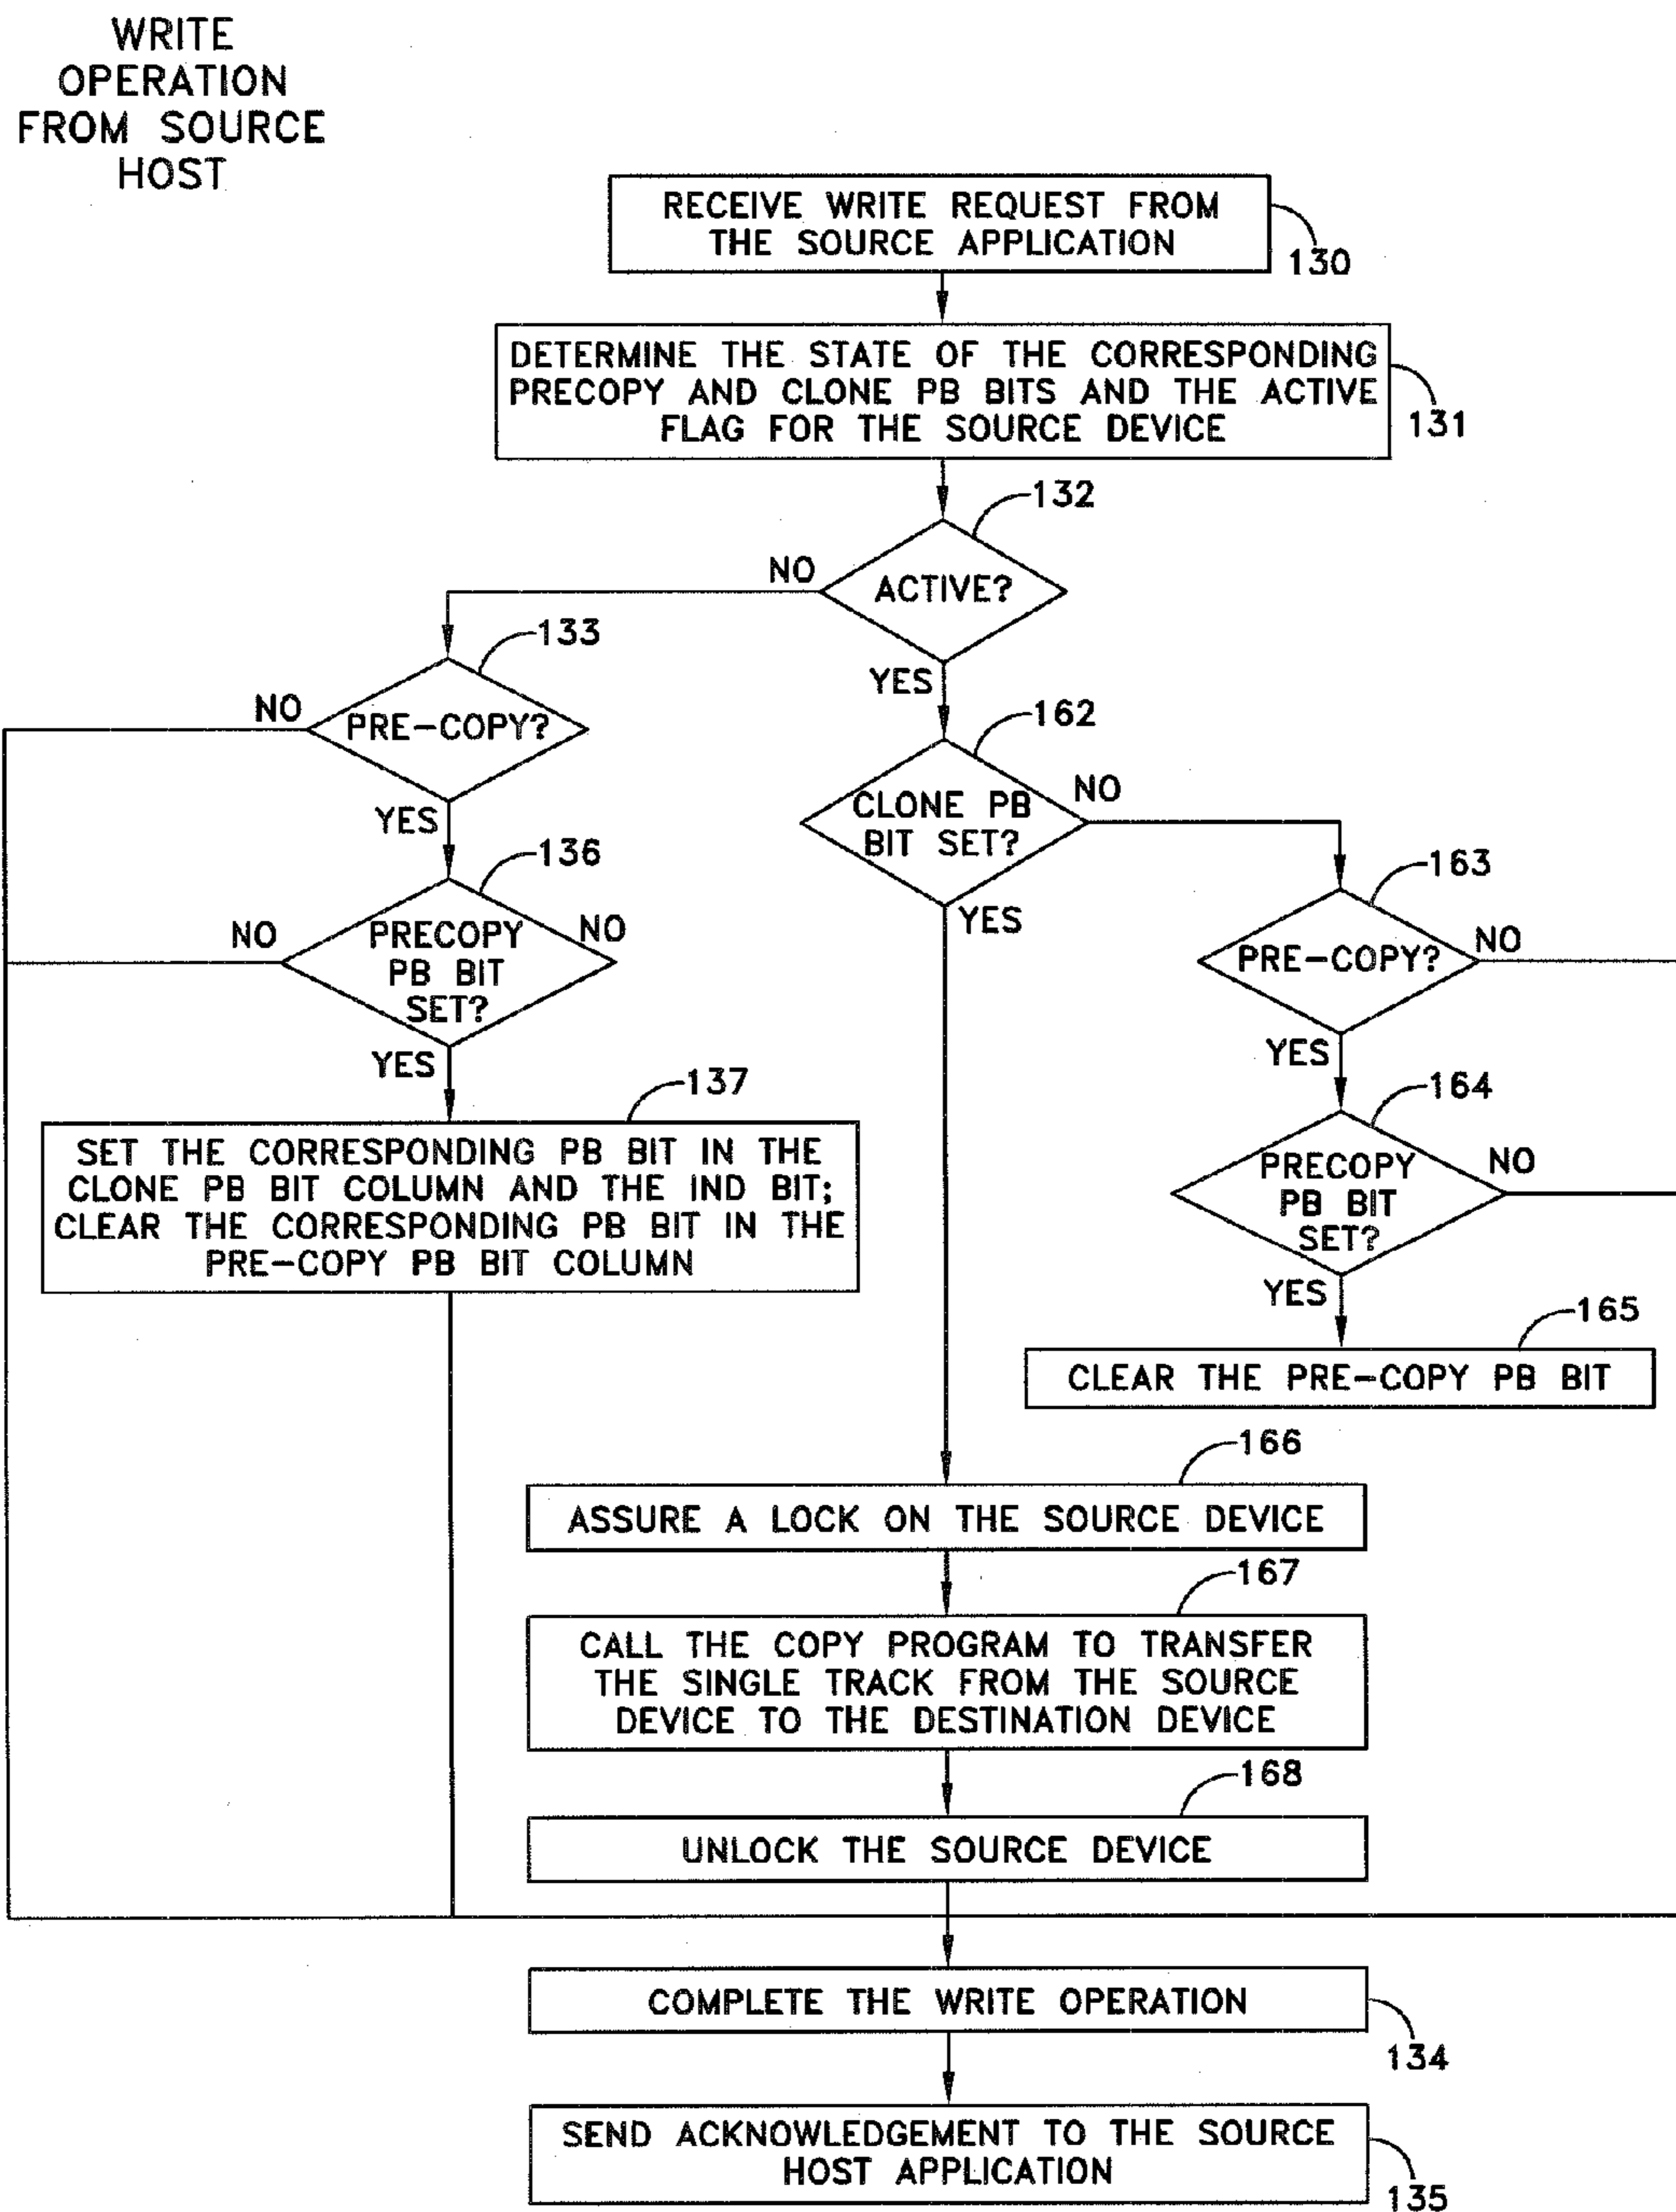 WRITE
OPERATION
FROM SOURCE
HOST
RECEIVE WRITE REQUEST FROM
THE SOURCE APPLICATION
130
DETERMINE THE STATE OF THE CORRESPONDING
PRECOPY AND CLONE PB BITS AND THE ACTIVE
FLAG FOR THE SOURCE DEVICE
131
132
ACTIVE?
NO
YES
133
PRE-COPY?
NO
YES
162
CLONE PB
BIT SET?
NO
YES
136
PRECOPY
PB BIT
SET?
NO
NO
YES
163
PRE-COPY?
NO
YES
137
SET THE CORRESPONDING PB BIT IN THE
CLONE PB BIT COLUMN AND THE IND BIT;
CLEAR THE CORRESPONDING PB BIT IN THE
PRE-COPY PB BIT COLUMN
164
PRECOPY
PB BIT
SET?
NO
YES
165
CLEAR THE PRE-COPY PB BIT
166
ASSURE A LOCK ON THE SOURCE DEVICE
167
CALL THE COPY PROGRAM TO TRANSFER
THE SINGLE TRACK FROM THE SOURCE
DEVICE TO THE DESTINATION DEVICE
168
UNLOCK THE SOURCE DEVICE
COMPLETE THE WRITE OPERATION
134
SEND ACKNOWLEDGEMENT TO THE SOURCE
HOST APPLICATION
135